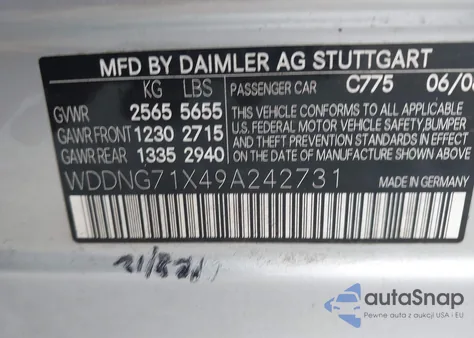 MFD BY DAIMLER AG STUTTGART
KG LBS PASSENGER CAR C775 06/08
GVWR 2565 5655 THIS VEHICLE CONFORMS TO ALL APPLICABLE
GAWR FRONT 1230 2715 U.S. FEDERAL MOTOR VEHICLE SAFETY, BUMPER
GAWR REAR 1335 2940 AND THEFT PREVENTION STANDARDS IN EFFECT
ON THE DATE OF MANUFACTURE SHOWN ABOVE.
WDDNG71X49A242731 MADE IN GERMANY
autoSnap
Pewne auta z aukcji USA i EU